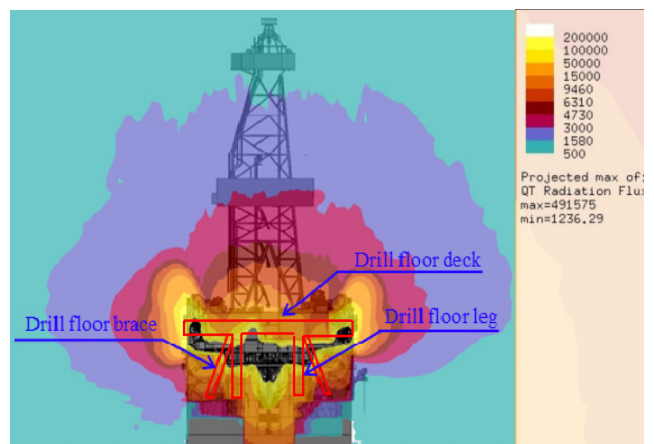 200000
100000
50000
15000
9460
6310
4730
3000
1580
500
Projected max of:
QT Radiation Flu
max=491575
min=1236.29
Drill floor deck
Drill floor brace
Drill floor leg